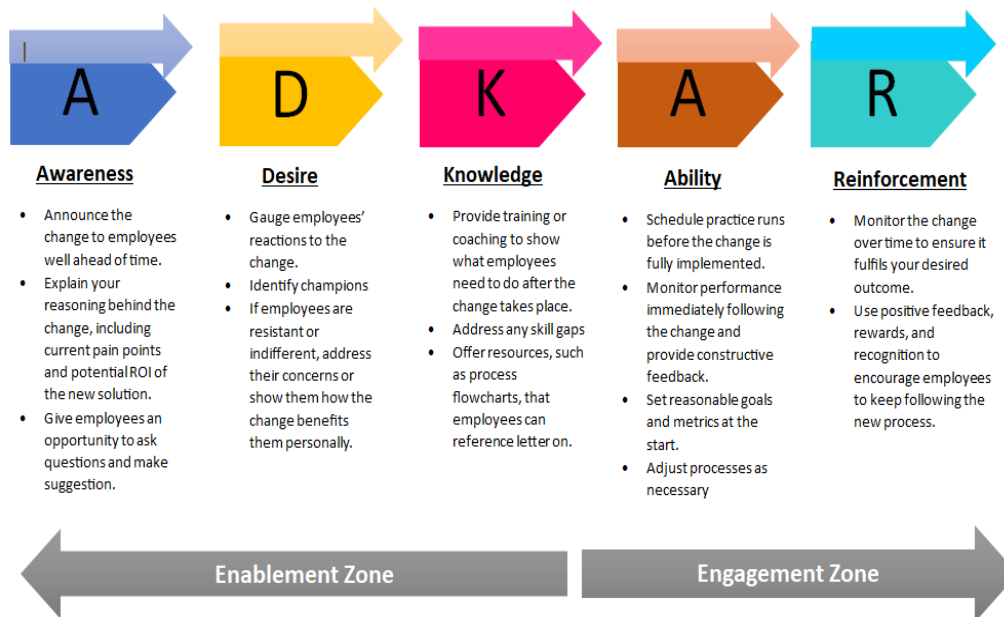 A
D
K
A
R
Awareness
• Announce the
change to employees
well ahead of time.
• Explain your
reasoning behind the
change, including
current pain points
and potential ROI of
the new solution.
• Give employees an
opportunity to ask
questions and make
suggestion.
Desire
• Gauge employees’
reactions to the
change.
• Identify champions
• If employees are
resistant or
indifferent, address
their concerns or
show them how the
change benefits
them personally.
Knowledge
• Provide training or
coaching to show
what employees
need to do after the
change takes place.
• Address any skill gaps
• Offer resources, such
as process
flowcharts, that
employees can
reference letter on.
Ability
• Schedule practice runs
before the change is
fully implemented.
• Monitor performance
immediately following
the change and
provide constructive
feedback.
• Set reasonable goals
and metrics at the
start.
• Adjust processes as
necessary
Reinforcement
• Monitor the change
over time to ensure it
fulfils your desired
outcome.
• Use positive feedback,
rewards, and
recognition to
encourage employees
to keep following the
new process.
Enablement Zone
Engagement Zone